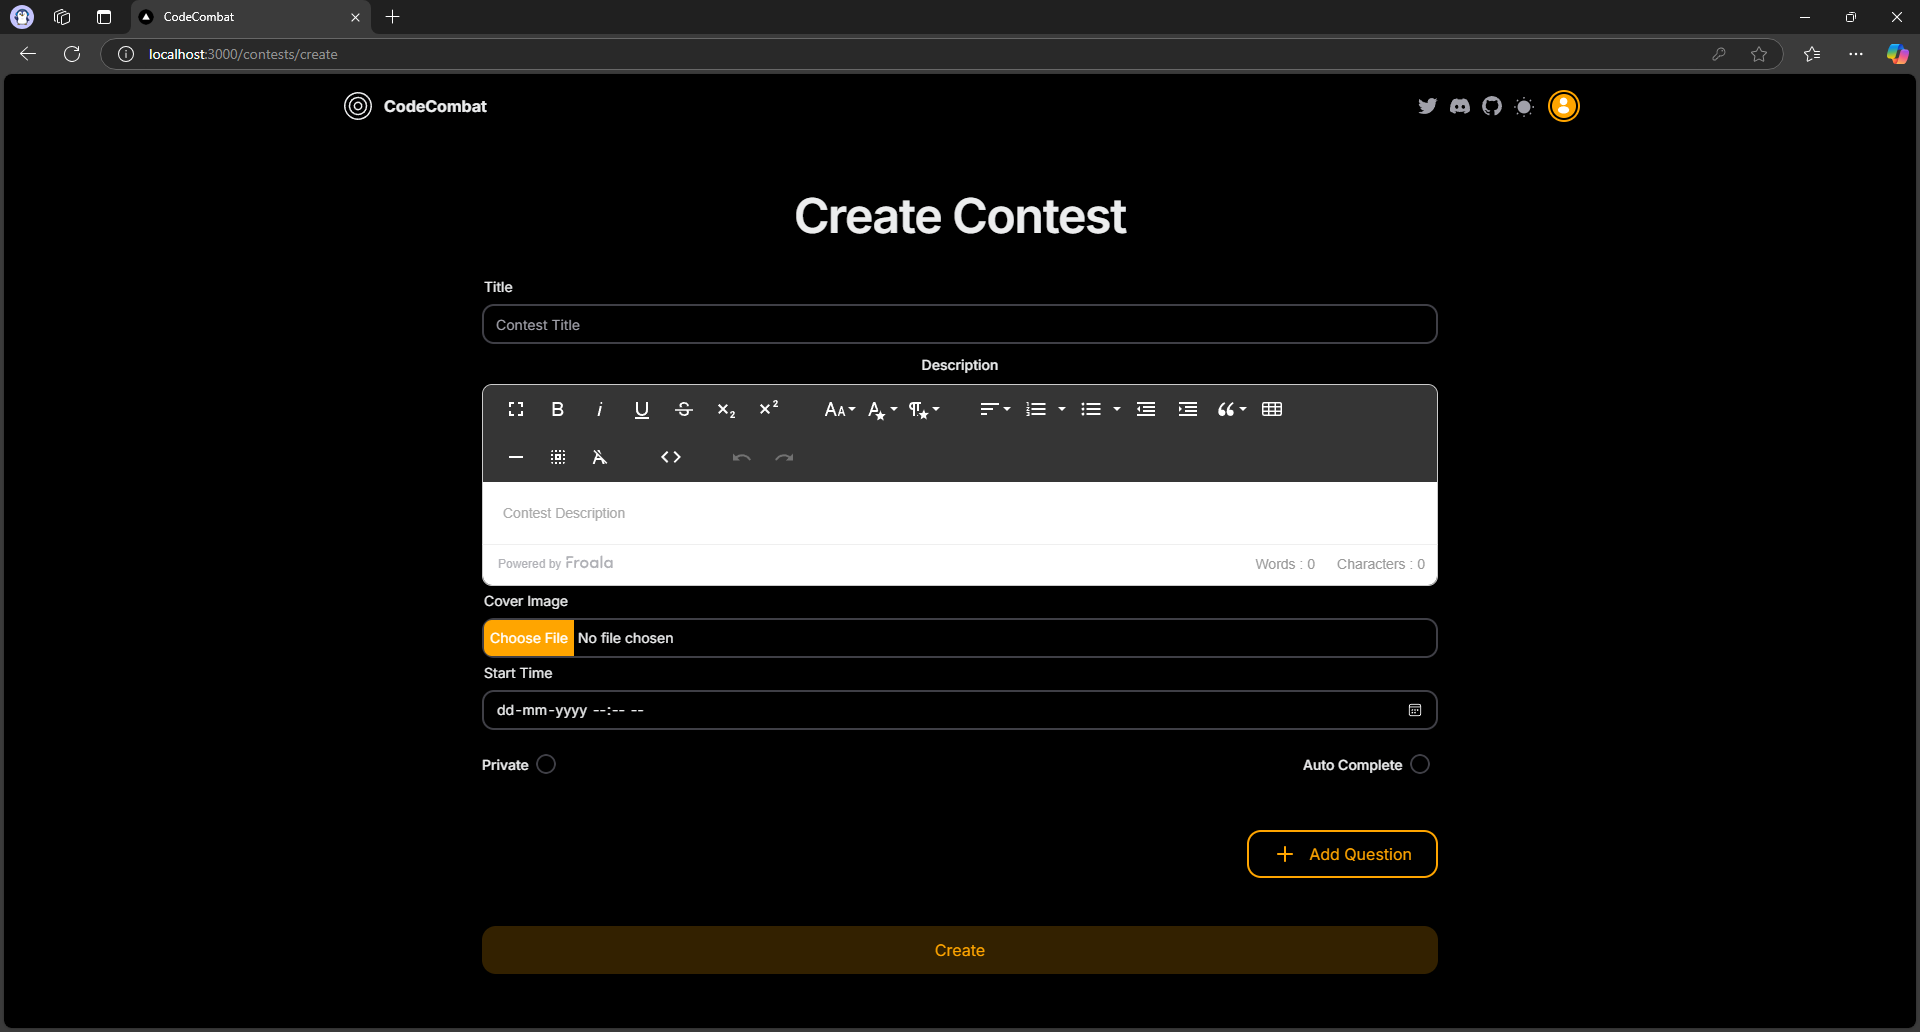 CodeCombat
localhost:3000/contests/create
CodeCombat
Create Contest
Title
Contest Title
Description
Contest Description
Powered by Froala
Words : 0 Characters : 0
Cover Image
Choose File No file chosen
Start Time
dd-mm-yyyy --:-- --
Private Auto Complete
Add Question
Create